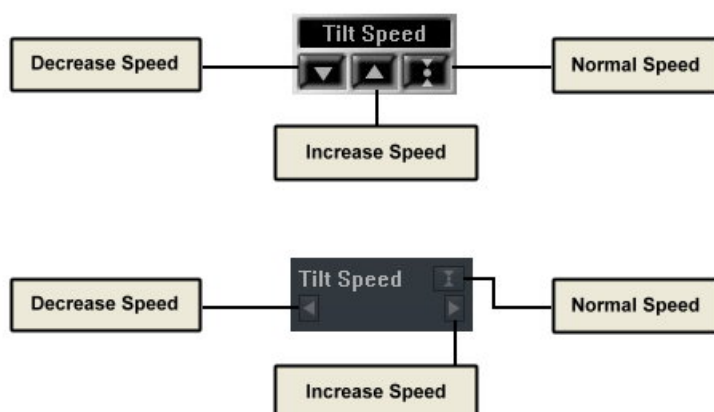 Tilt Speed
Decrease Speed
Normal Speed
Increase Speed
Tilt Speed
Decrease Speed
Normal Speed
Increase Speed